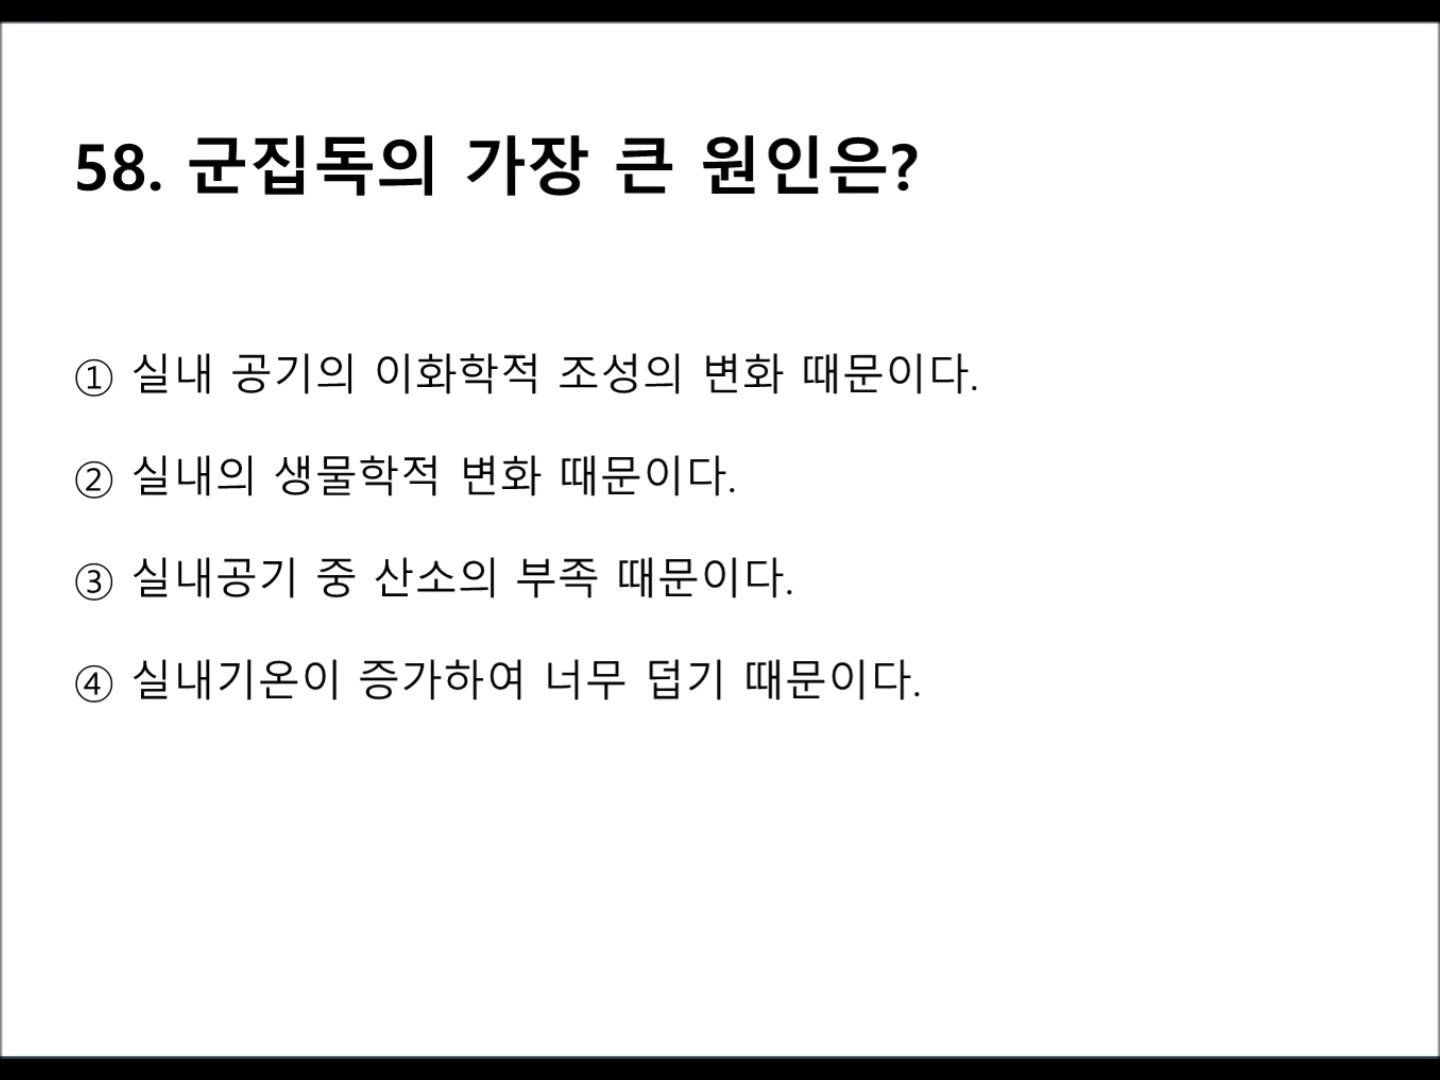 58. 군집독의 가장 큰 원인은?
① 실내 공기의 이화학적 조성의 변화 때문이다.
② 실내의 생물학적 변화 때문이다.
③ 실내공기 중 산소의 부족 때문이다.
④ 실내기온이 증가하여 너무 덥기 때문이다.